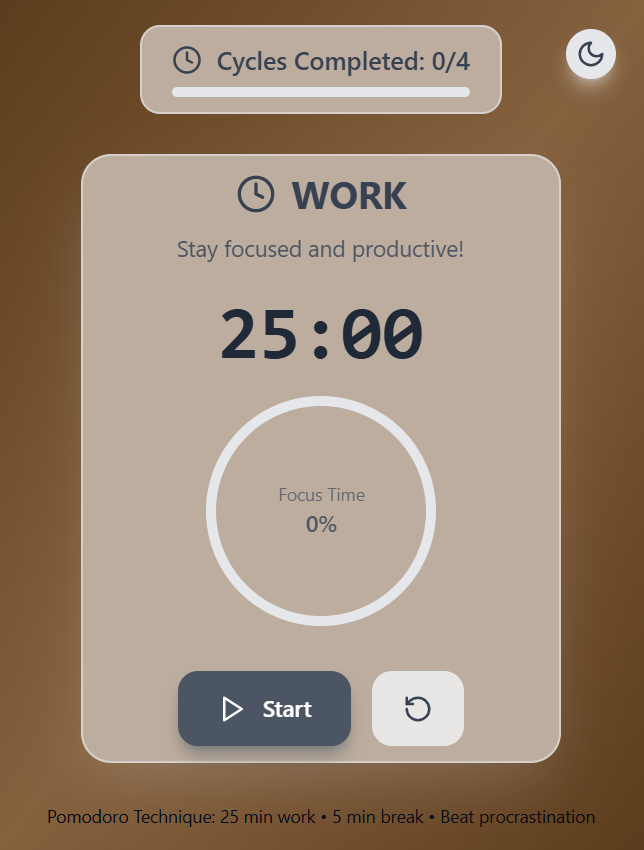 Cycles Completed: 0/4
WORK
Stay focused and productive!
25:00
Focus Time
0%
Start
Pomodoro Technique: 25 min work • 5 min break • Beat procrastination